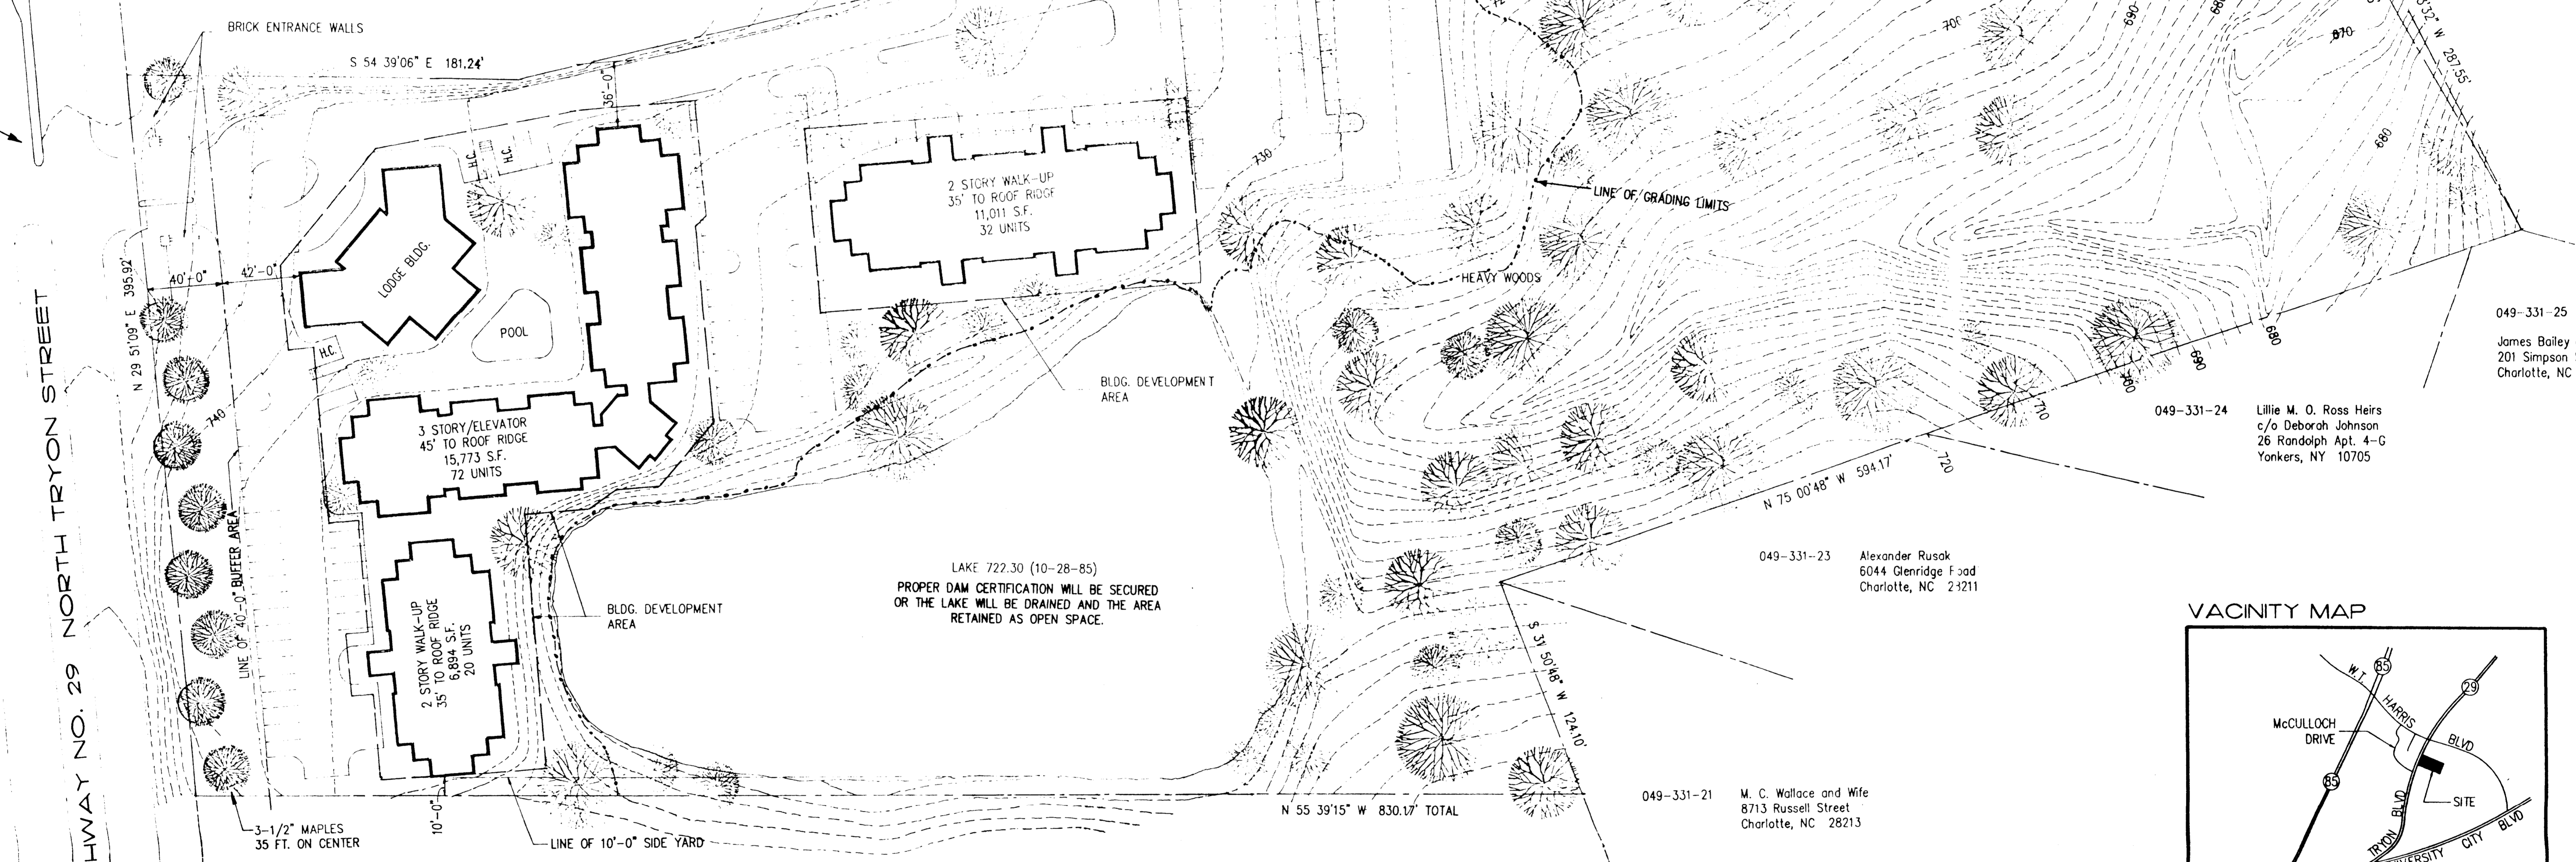 BRICK ENTRANCE WALLS
S 54 39'06" E 181.24'
36'-0"
H.C.
H.C.
LODGE BLDG.
POOL
H.C.
40'-0"
42'-0"
N 29 51'09" E 395.92'
NORTH TRYON STREET
HWAY NO. 29
740
LINE OF 40'-0" BUFFER AREA
3 STORY/ELEVATOR
45' TO ROOF RIDGE
15,773 S.F.
72 UNITS
2 STORY WALK-UP
35' TO ROOF RIDGE
6,894 S.F.
20 UNITS
2 STORY WALK-UP
35' TO ROOF RIDGE
11,011 S.F.
32 UNITS
BLDG. DEVELOPMENT
AREA
BLDG. DEVELOPMENT
AREA
3-1/2" MAPLES
35 FT. ON CENTER
10'-0"
LINE OF 10'-0" SIDE YARD
LAKE 722.30 (10-28-85)
PROPER DAM CERTIFICATION WILL BE SECURED
OR THE LAKE WILL BE DRAINED AND THE AREA
RETAINED AS OPEN SPACE.
730
LINE OF GRADING LIMITS
HEAVY WOODS
700
690
680
670
3'32" W 287.55'
680
680
690
700
710
720
N 75 00'48" W 594.17'
S 31 50'48" W 124.10'
N 55 39'15" W 830.17' TOTAL
049-331-25
James Bailey
201 Simpson
Charlotte, NC
049-331-24
Lillie M. O. Ross Heirs
c/o Deborah Johnson
26 Randolph Apt. 4-G
Yonkers, NY 10705
049-331-23
Alexander Rusak
6044 Glenridge Road
Charlotte, NC 28211
049-331-21
M. C. Wallace and Wife
8713 Russell Street
Charlotte, NC 28213
VACINITY MAP
85
29
W.T.
HARRIS
BLVD
McCULLOCH
DRIVE
85
SITE
TRYON BLVD
VERSITY CITY BLVD